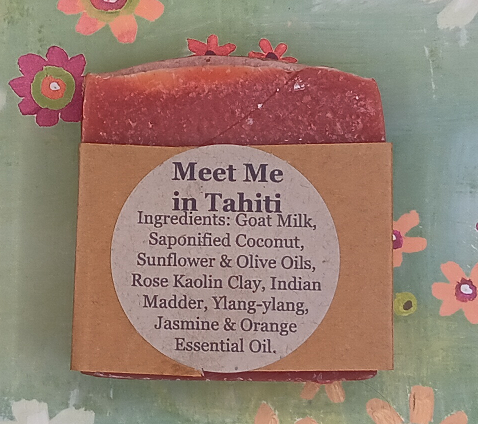 Meet Me
in Tahiti
Ingredients: Goat Milk,
Saponified Coconut,
Sunflower & Olive Oils,
Rose Kaolin Clay, Indian
Madder, Ylang-ylang,
Jasmine & Orange
Essential Oil.